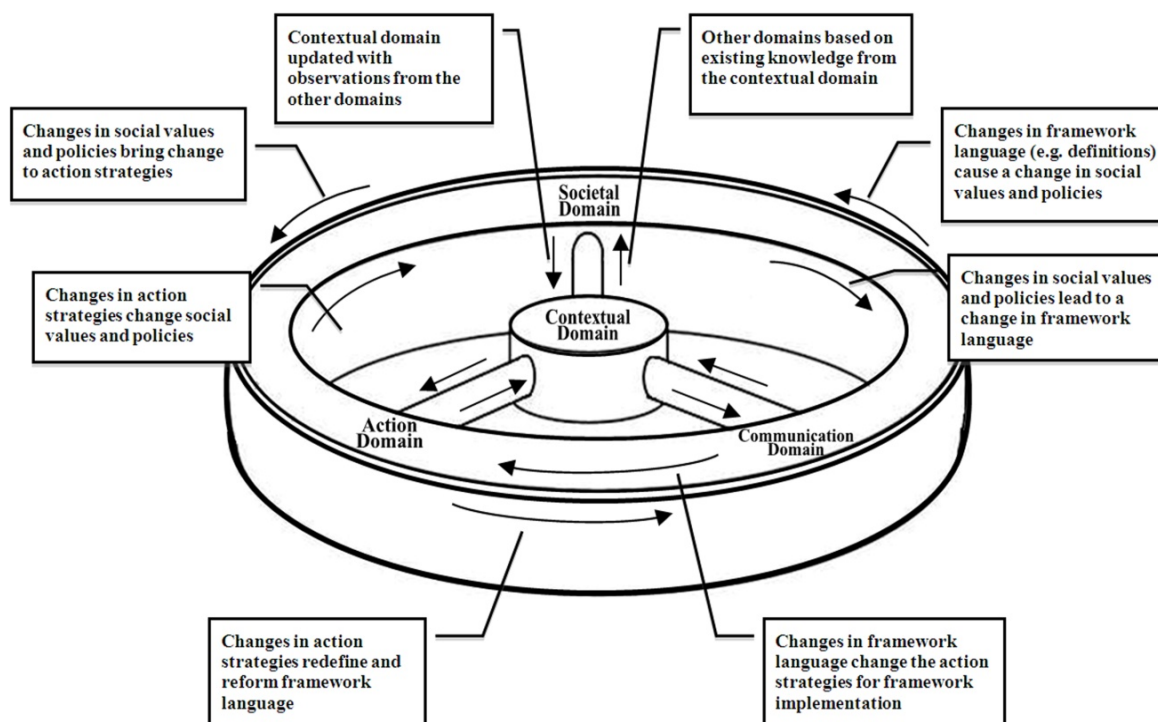 Contextual domain
updated with
observations from the
other domains
Other domains based on
existing knowledge from
the contextual domain
Changes in social values
and policies bring change
to action strategies
Changes in framework
language (e.g. definitions)
cause a change in social
values and policies
Societal
Domain
Changes in action
strategies change social
values and policies
Changes in social values
and policies lead to a
change in framework
language
Contextual
Domain
Action
Domain
Communication
Domain
Changes in action
strategies redefine and
reform framework
language
Changes in framework
language change the action
strategies for framework
implementation